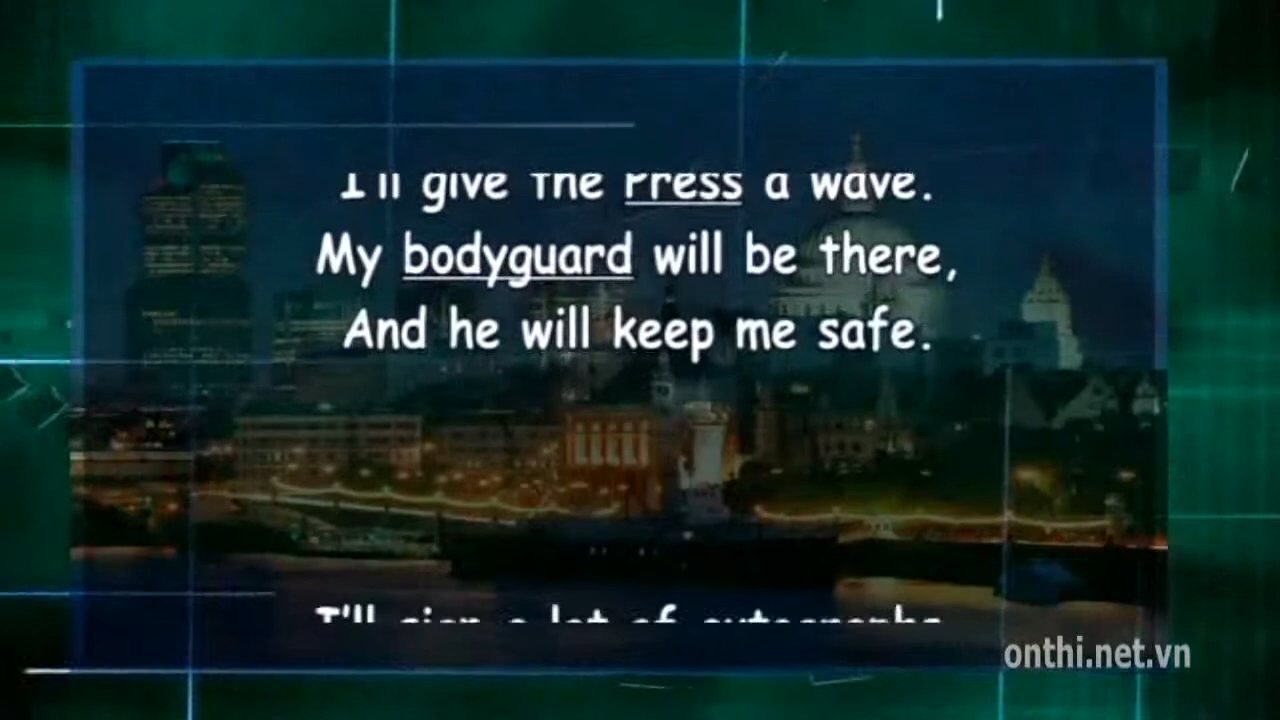 I'll give the Press a wave.
My bodyguard will be there,
And he will keep me safe.
I'll sign a lot of autographs
onthi.net.vn